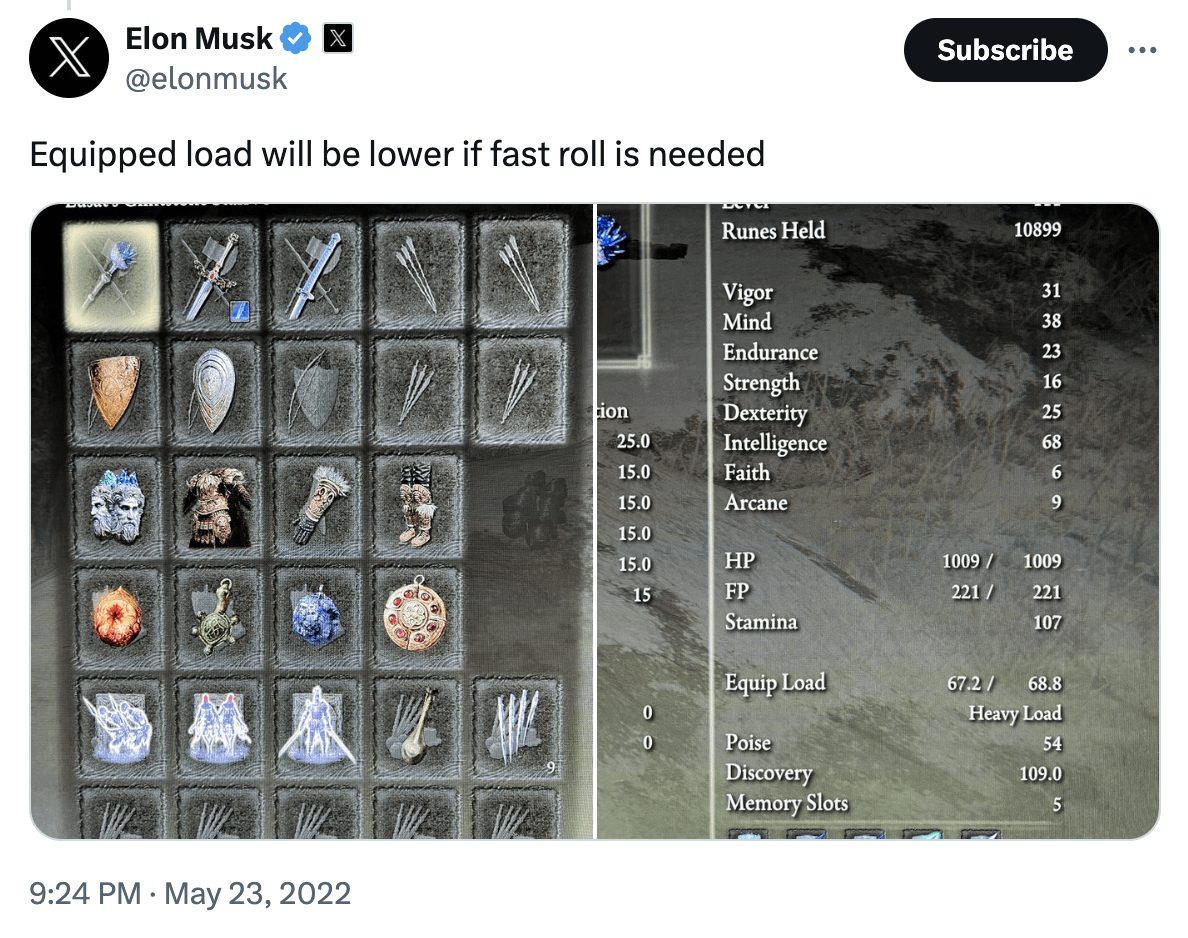 Elon Musk
@elonmusk
Subscribe
Equipped load will be lower if fast roll is needed
9
tion
25.0
15.0
15.0
15.0
15.0
15
0
0
Level
Runes Held 10899
Vigor 31
Mind 38
Endurance 23
Strength 16
Dexterity 25
Intelligence 68
Faith 6
Arcane 9
HP 1009 / 1009
FP 221 / 221
Stamina 107
Equip Load 67.2 / 68.8
Heavy Load
Poise 54
Discovery 109.0
Memory Slots 5
9:24 PM · May 23, 2022